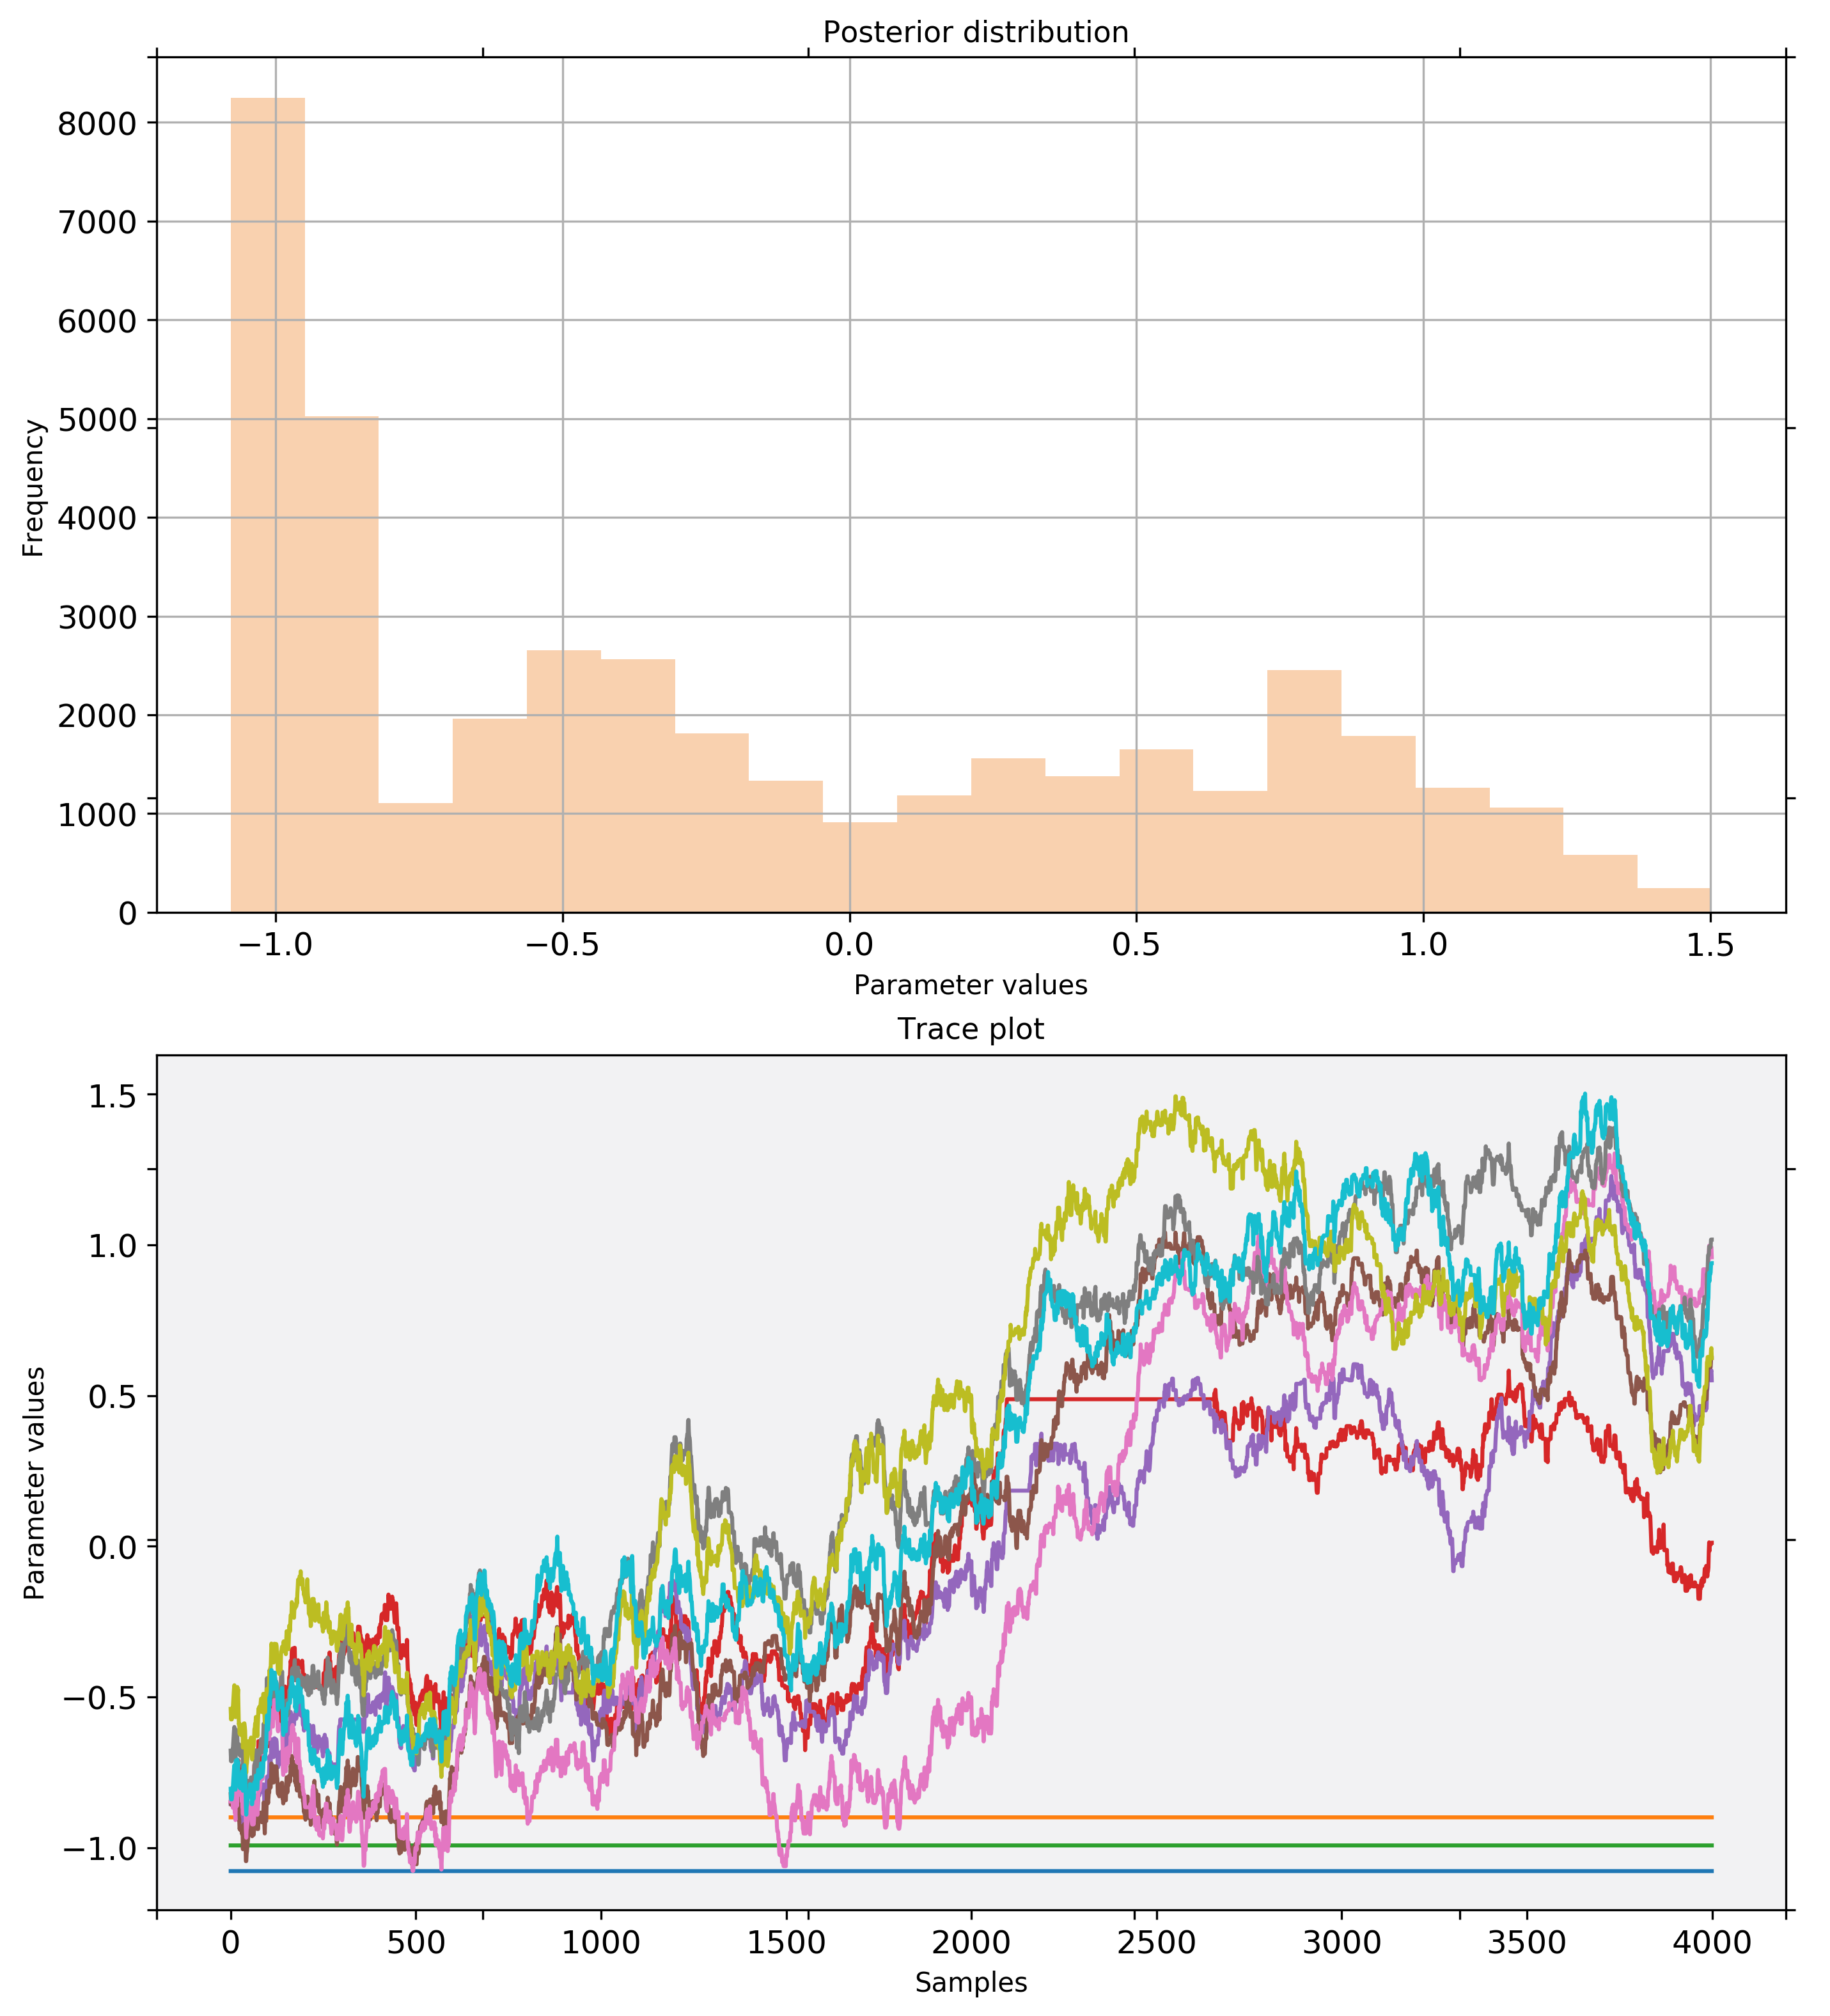 Posterior distribution
8000
7000
6000
5000
4000
3000
2000
1000
0
Frequency
−1.0 −0.5 0.0 0.5 1.0 1.5
Parameter values
Trace plot
1.5
1.0
0.5
0.0
−0.5
−1.0
Parameter values
0 500 1000 1500 2000 2500 3000 3500 4000
Samples